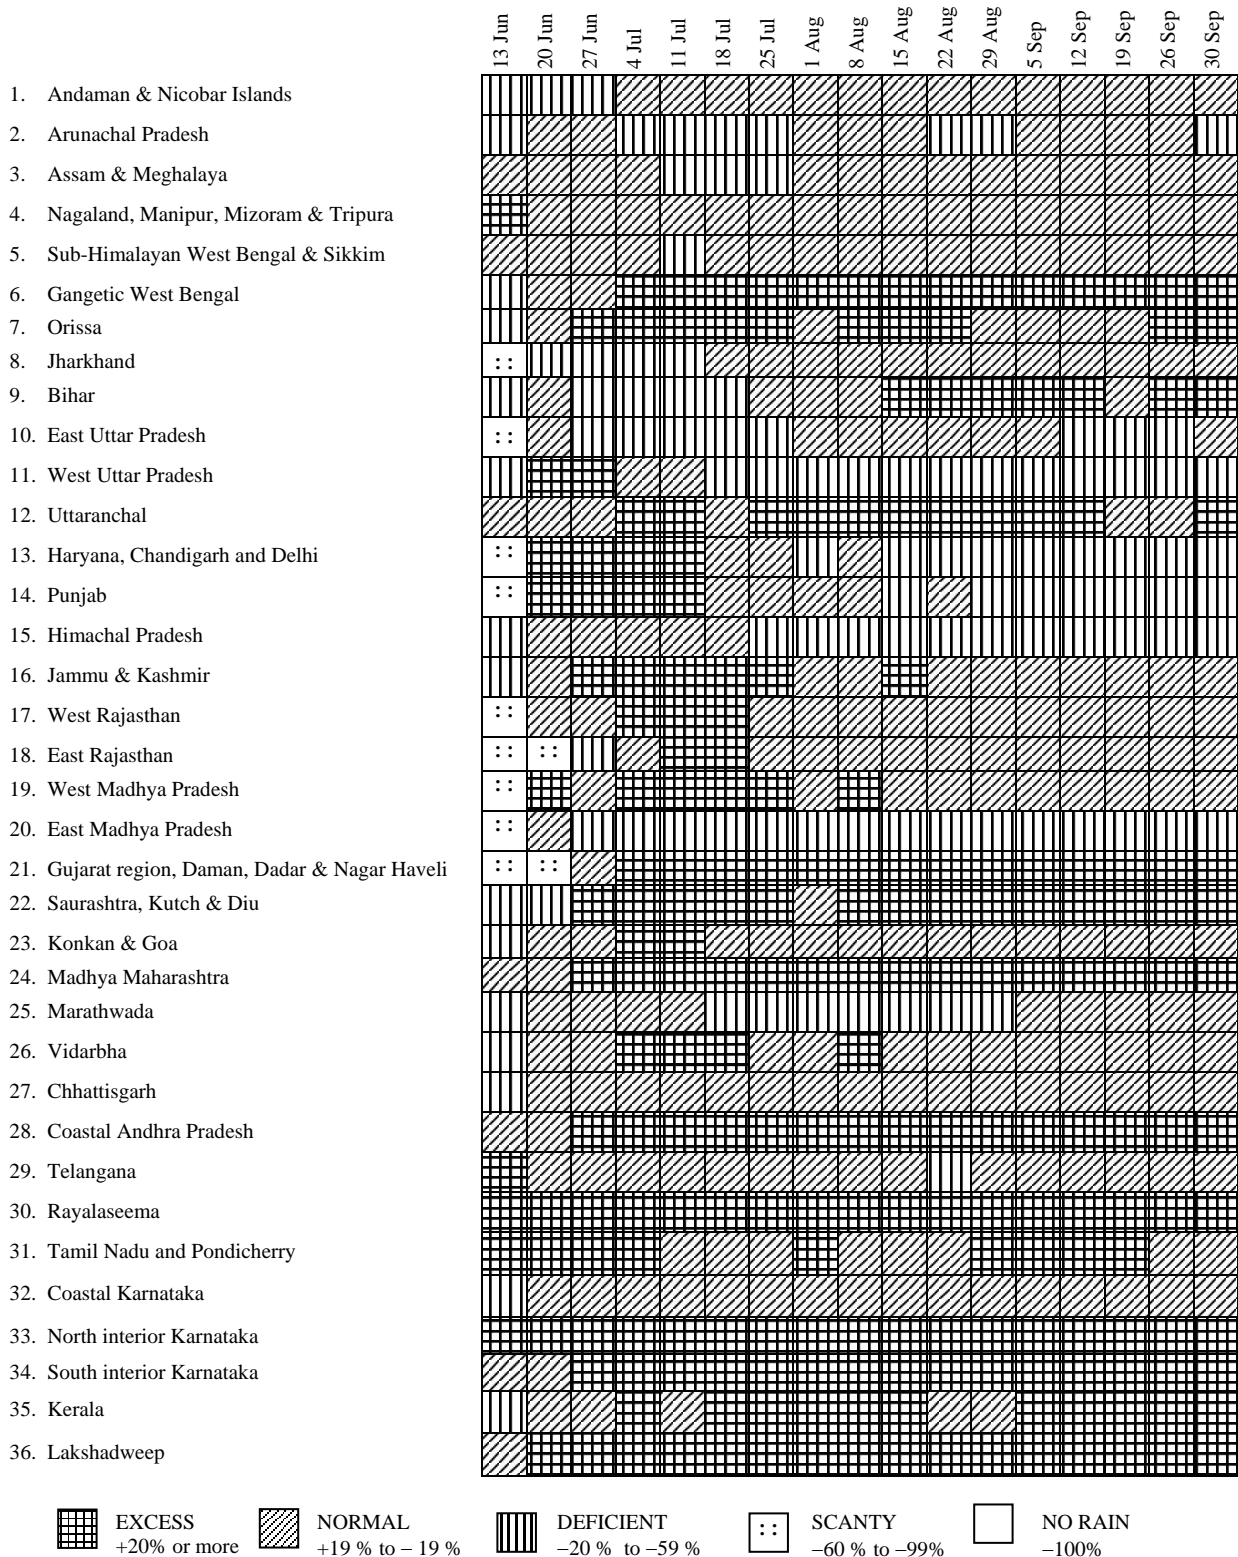 13 Jun 20 Jun 27 Jun 4 Jul 11 Jul 18 Jul 25 Jul 1 Aug 8 Aug 15 Aug 22 Aug 29 Aug 5 Sep 12 Sep 19 Sep 26 Sep 30 Sep
1. Andaman & Nicobar Islands
2. Arunachal Pradesh
3. Assam & Meghalaya
4. Nagaland, Manipur, Mizoram & Tripura
5. Sub-Himalayan West Bengal & Sikkim
6. Gangetic West Bengal
7. Orissa
8. Jharkhand
9. Bihar
10. East Uttar Pradesh
11. West Uttar Pradesh
12. Uttaranchal
13. Haryana, Chandigarh and Delhi
14. Punjab
15. Himachal Pradesh
16. Jammu & Kashmir
17. West Rajasthan
18. East Rajasthan
19. West Madhya Pradesh
20. East Madhya Pradesh
21. Gujarat region, Daman, Dadar & Nagar Haveli
22. Saurashtra, Kutch & Diu
23. Konkan & Goa
24. Madhya Maharashtra
25. Marathwada
26. Vidarbha
27. Chhattisgarh
28. Coastal Andhra Pradesh
29. Telangana
30. Rayalaseema
31. Tamil Nadu and Pondicherry
32. Coastal Karnataka
33. North interior Karnataka
34. South interior Karnataka
35. Kerala
36. Lakshadweep
EXCESS NORMAL DEFICIENT SCANTY NO RAIN
+20% or more +19 % to – 19 % –20 % to –59 % –60 % to –99% –100%